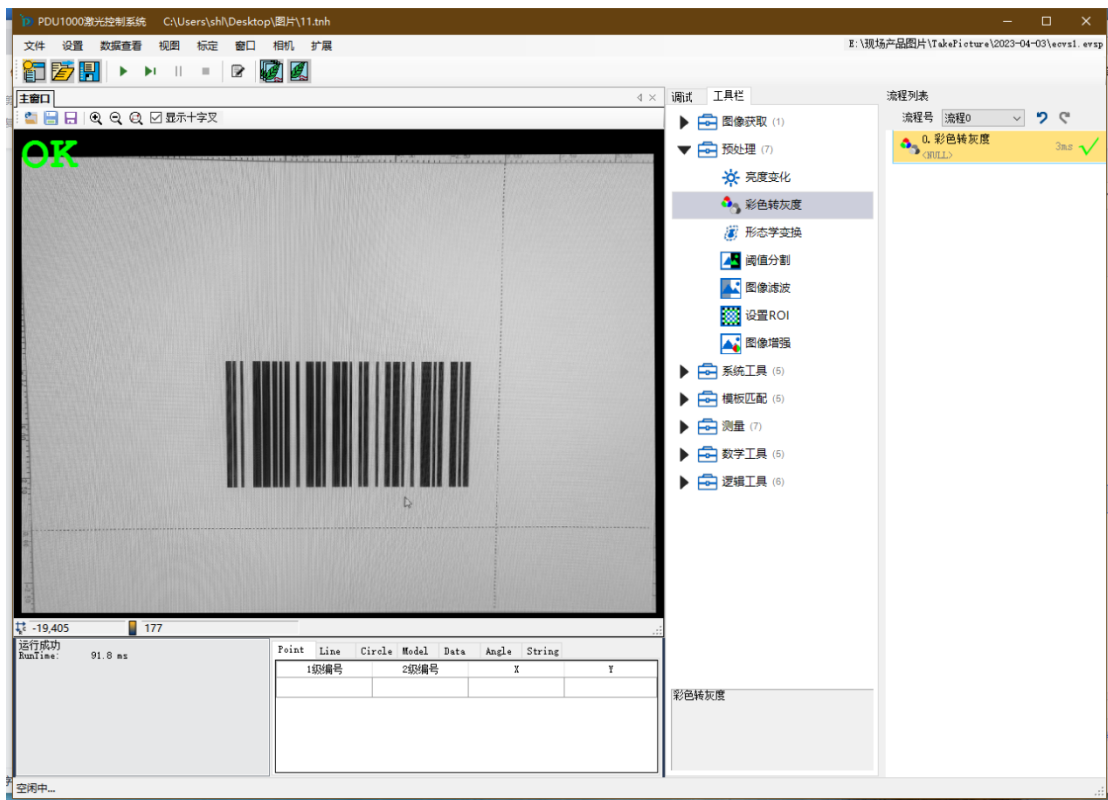 PDU1000激光控制系统 C:\Users\shl\Desktop\图片\11.tnh
文件 设置 数据查看 视图 标定 窗口 相机 扩展
E:\现场产品图片\TakePicture\2023-04-03\ecvs1.evsp
主窗口
显示十字叉
OK
-19,405 177
运行成功
RunTime: 91.8 ms
Point Line Circle Model Data Angle String
1级编号 2级编号 X Y
空闲中...
调试 工具栏
图像获取 (1)
预处理 (7)
亮度变化
彩色转灰度
形态学变换
阈值分割
图像滤波
设置ROI
图像增强
系统工具 (5)
模板匹配 (5)
测量 (7)
数学工具 (5)
逻辑工具 (6)
彩色转灰度
流程列表
流程号 流程0
0. 彩色转灰度
<NULL>
3ms